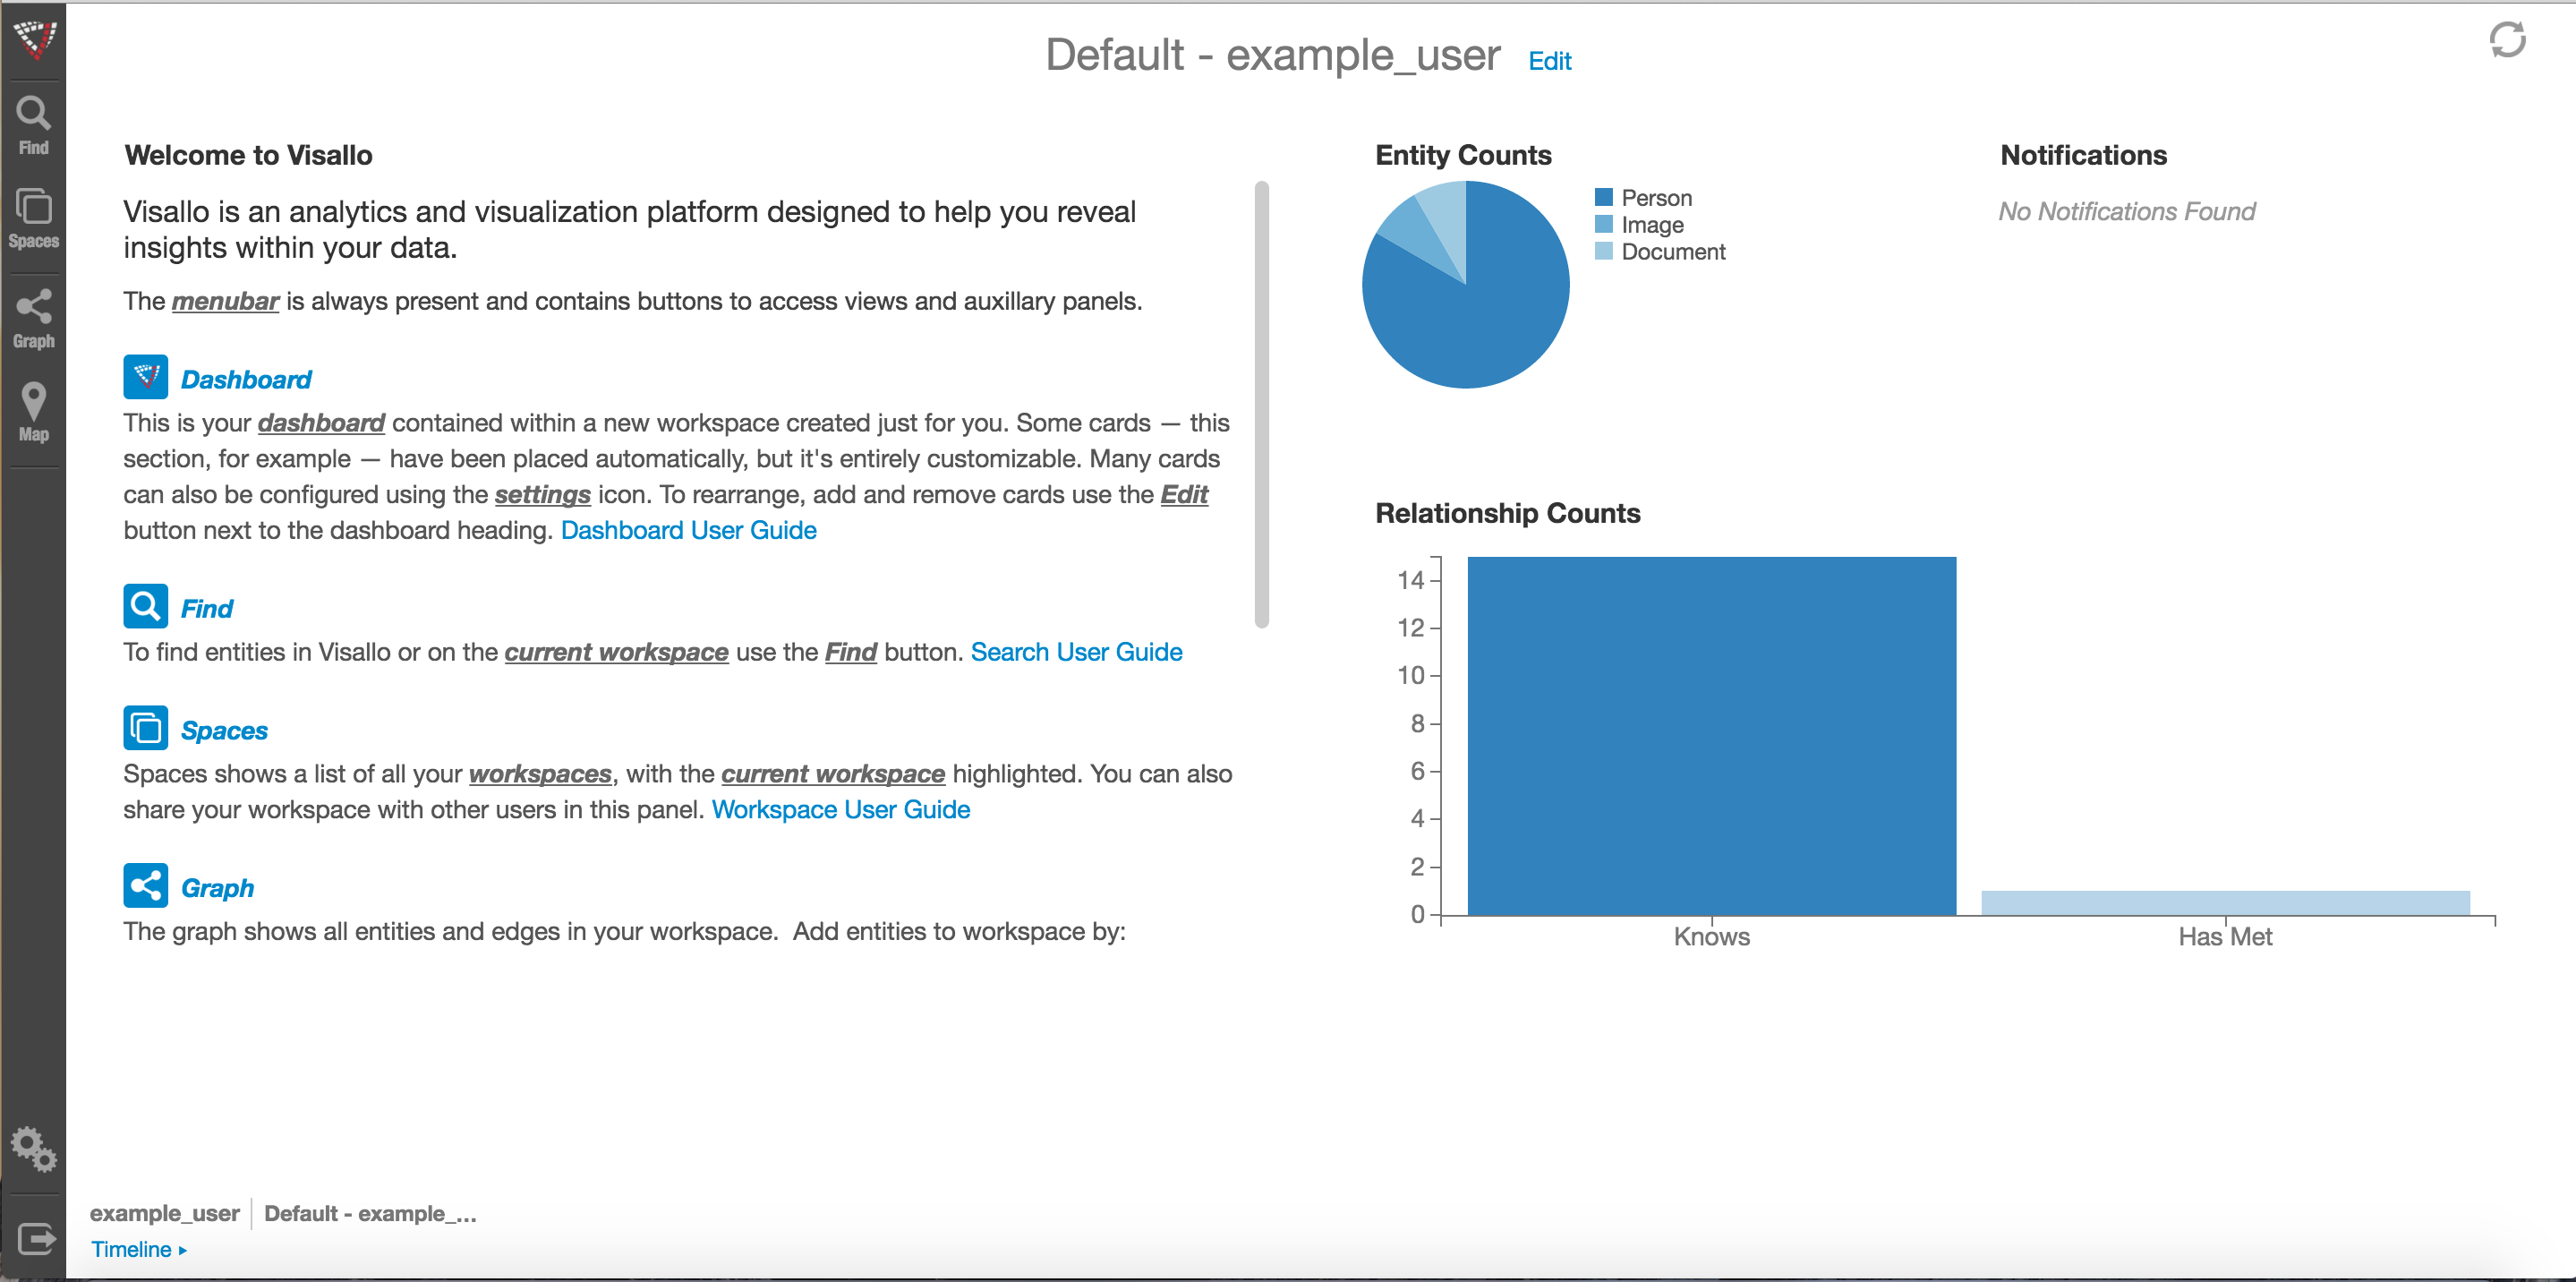 Default - example_user Edit
Find
Spaces
Graph
Map
Welcome to Visallo
Visallo is an analytics and visualization platform designed to help you reveal
insights within your data.
The menubar is always present and contains buttons to access views and auxillary panels.
Dashboard
This is your dashboard contained within a new workspace created just for you. Some cards — this
section, for example — have been placed automatically, but it's entirely customizable. Many cards
can also be configured using the settings icon. To rearrange, add and remove cards use the Edit
button next to the dashboard heading. Dashboard User Guide
Find
To find entities in Visallo or on the current workspace use the Find button. Search User Guide
Spaces
Spaces shows a list of all your workspaces, with the current workspace highlighted. You can also
share your workspace with other users in this panel. Workspace User Guide
Graph
The graph shows all entities and edges in your workspace.  Add entities to workspace by:
Entity Counts
Person
Image
Document
Notifications
No Notifications Found
Relationship Counts
14
12
10
8
6
4
2
0
Knows Has Met
example_user Default - example_...
Timeline ▸